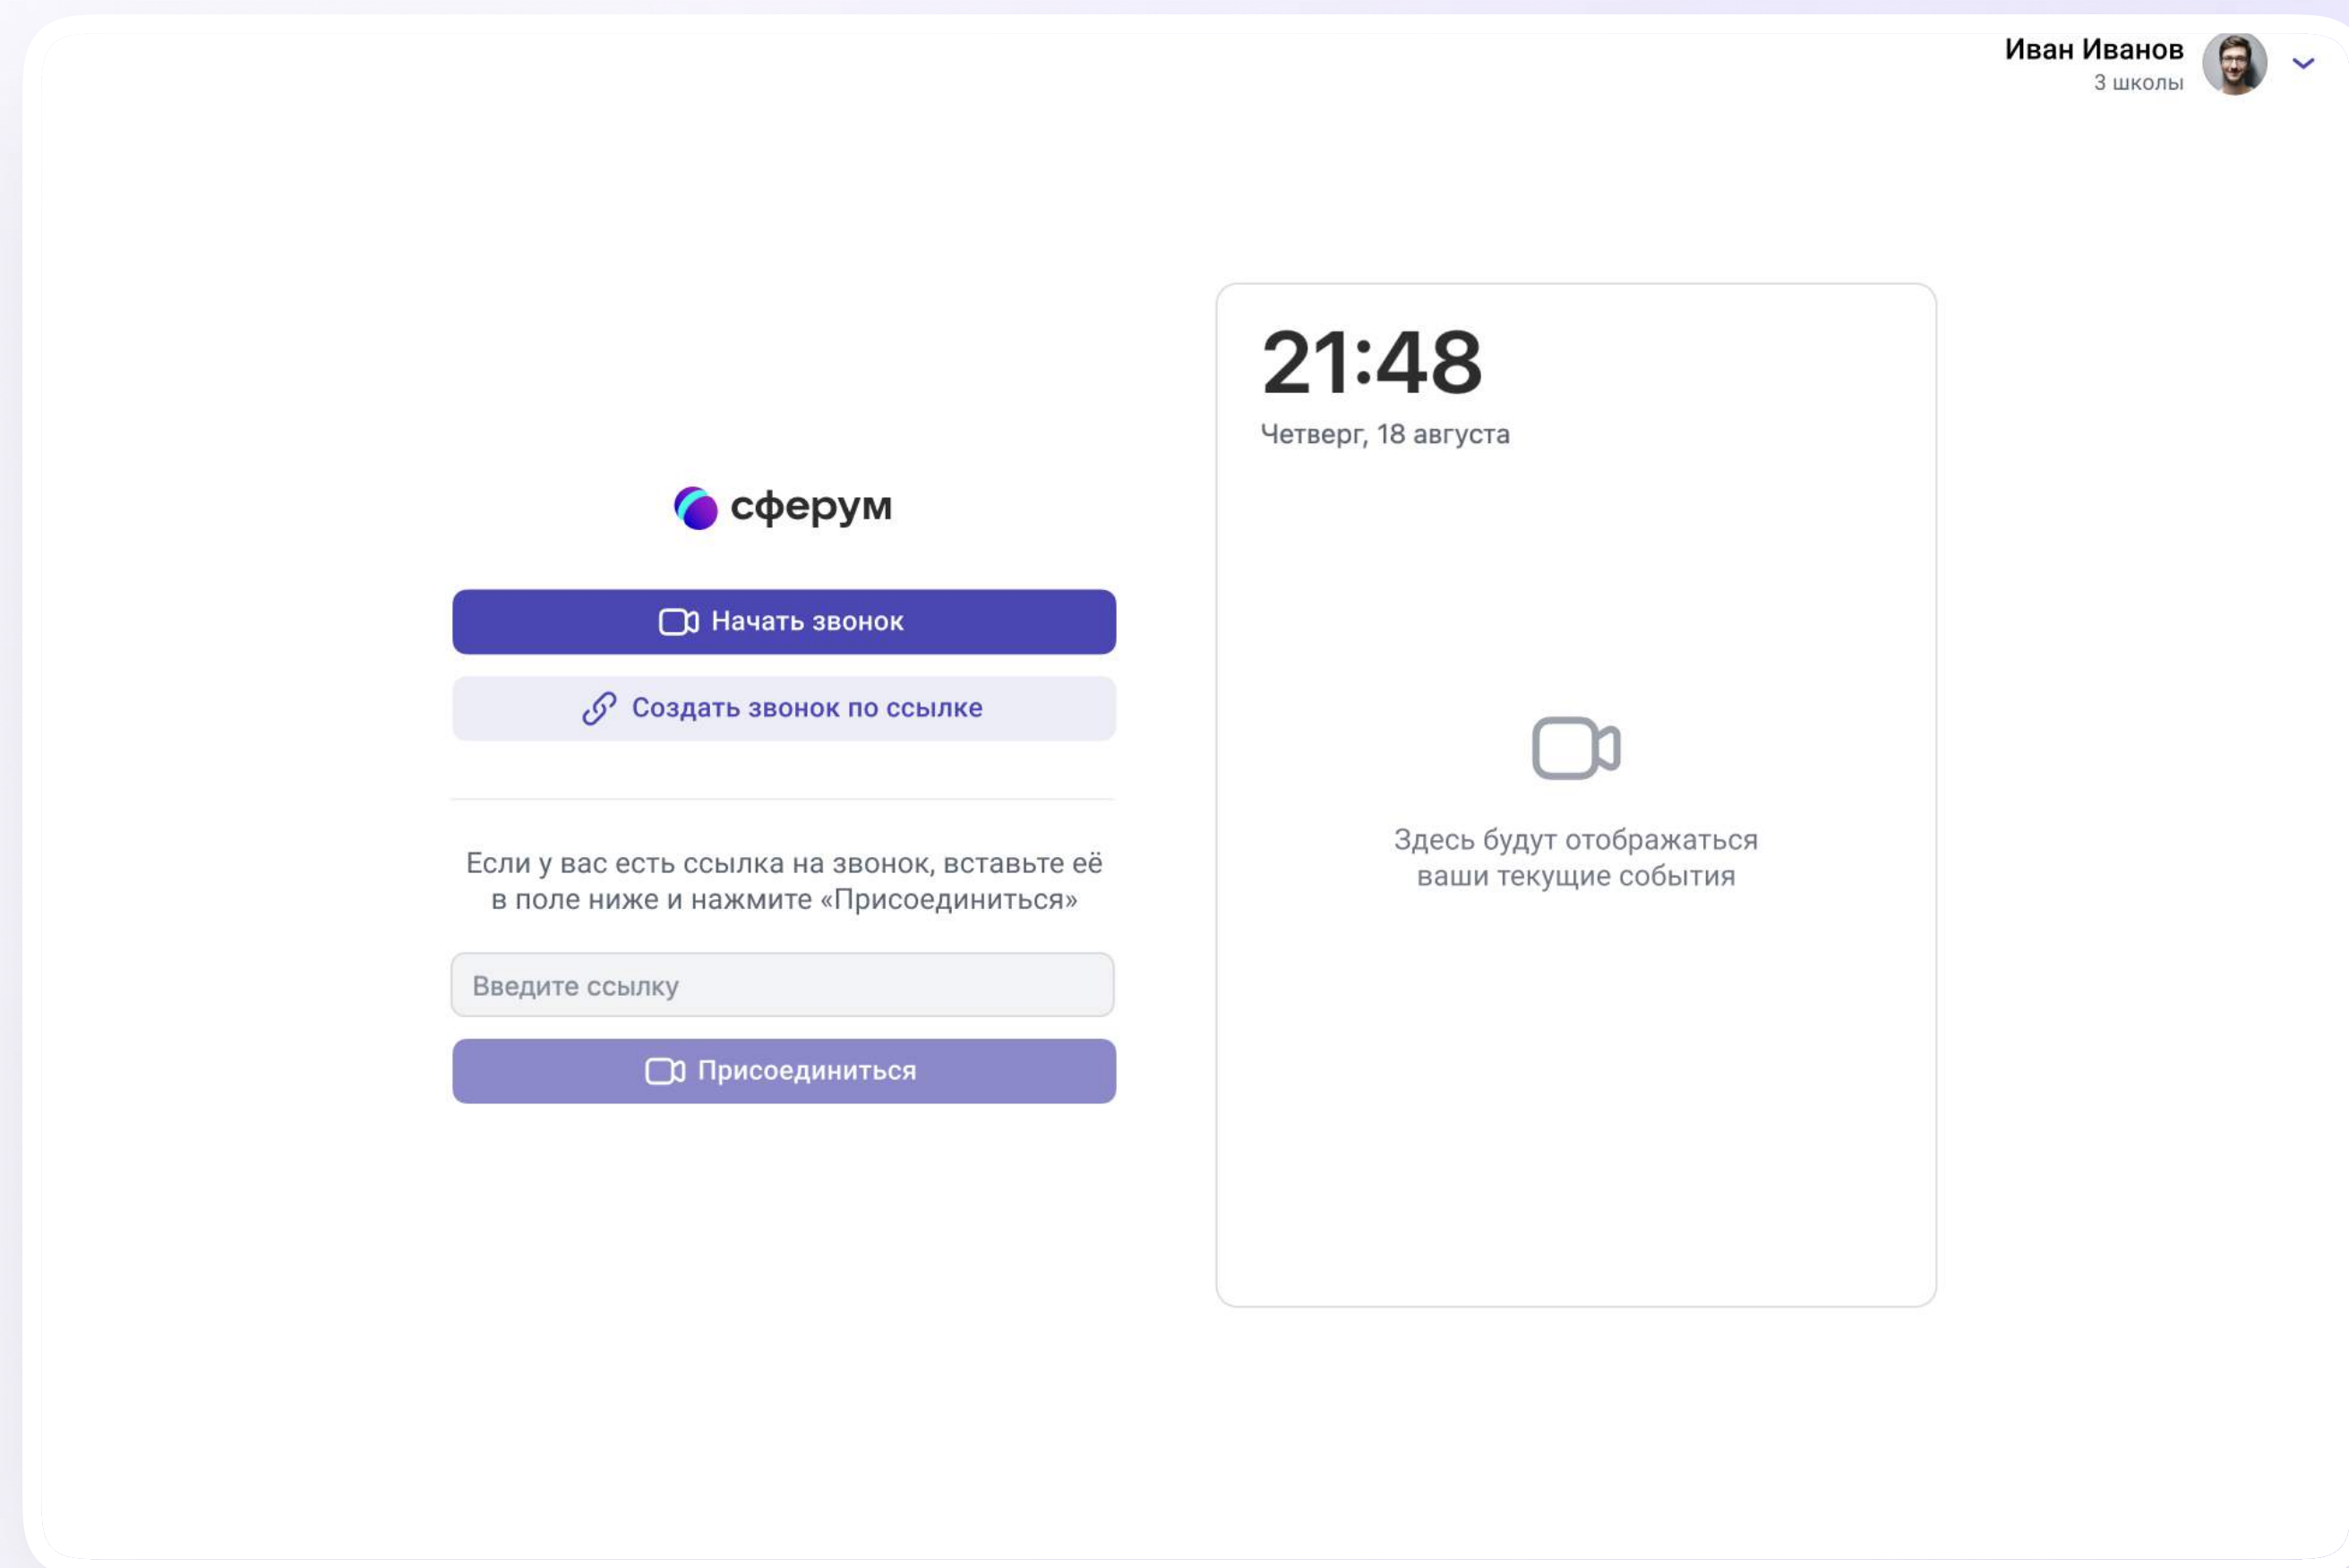 Иван Иванов
3 школы
сферум
Начать звонок
Создать звонок по ссылке
Если у вас есть ссылка на звонок, вставьте её
в поле ниже и нажмите «Присоединиться»
Введите ссылку
Присоединиться
21:48
Четверг, 18 августа
Здесь будут отображаться
ваши текущие события